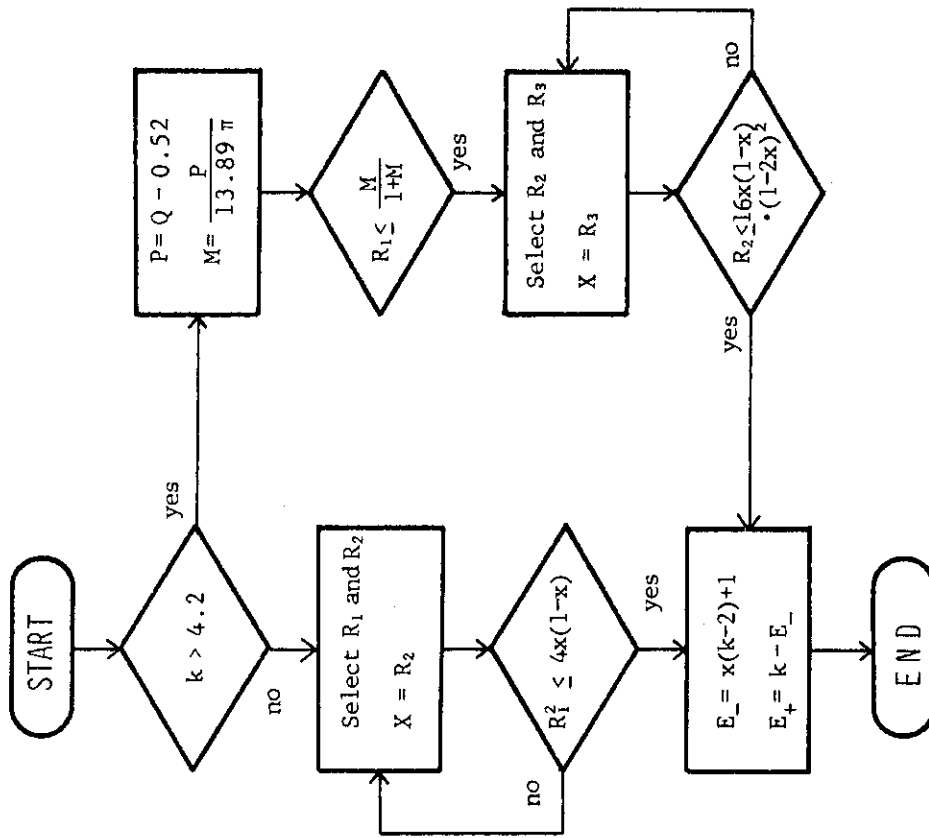 START
k > 4.2
yes
no
P = Q - 0.52
M = P / 13.89 π
R₁ ≤ M / 1+M
yes
Select R₂ and R₃
X = R₃
R₂ ≤ 16x(1-x)
•(1-2x)²
no
yes
Select R₁ and R₂
X = R₂
R₁² ≤ 4x(1-x)
no
yes
E₋ = x(k-2)+1
E₊ = k - E₋
END